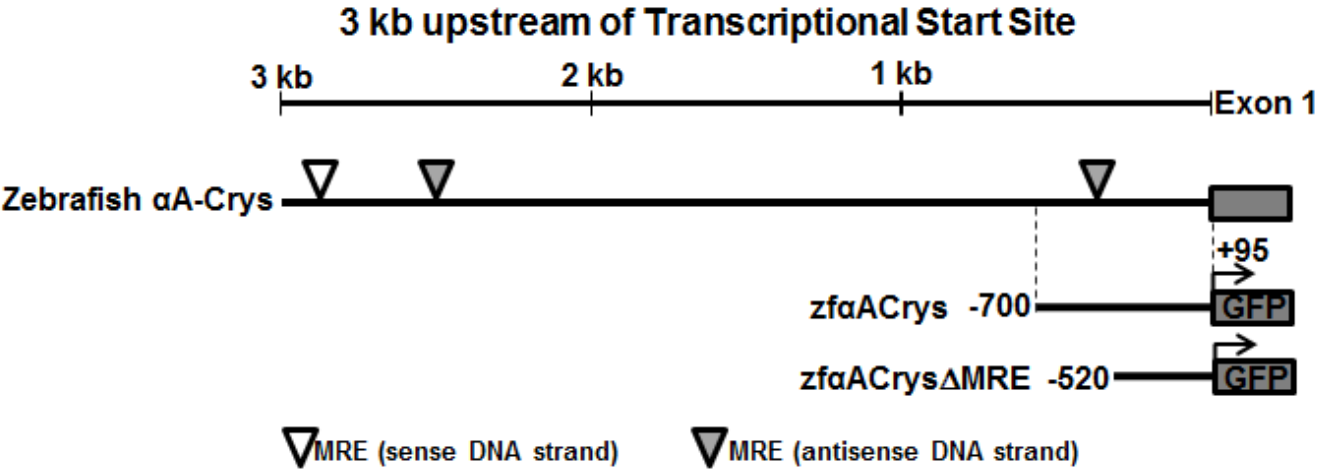 3 kb upstream of Transcriptional Start Site
3 kb 2 kb 1 kb
Exon 1
Zebrafish αA-Crys
+95
zfαACrys -700 GFP
zfαACrysΔMRE -520 GFP
MRE (sense DNA strand) MRE (antisense DNA strand)